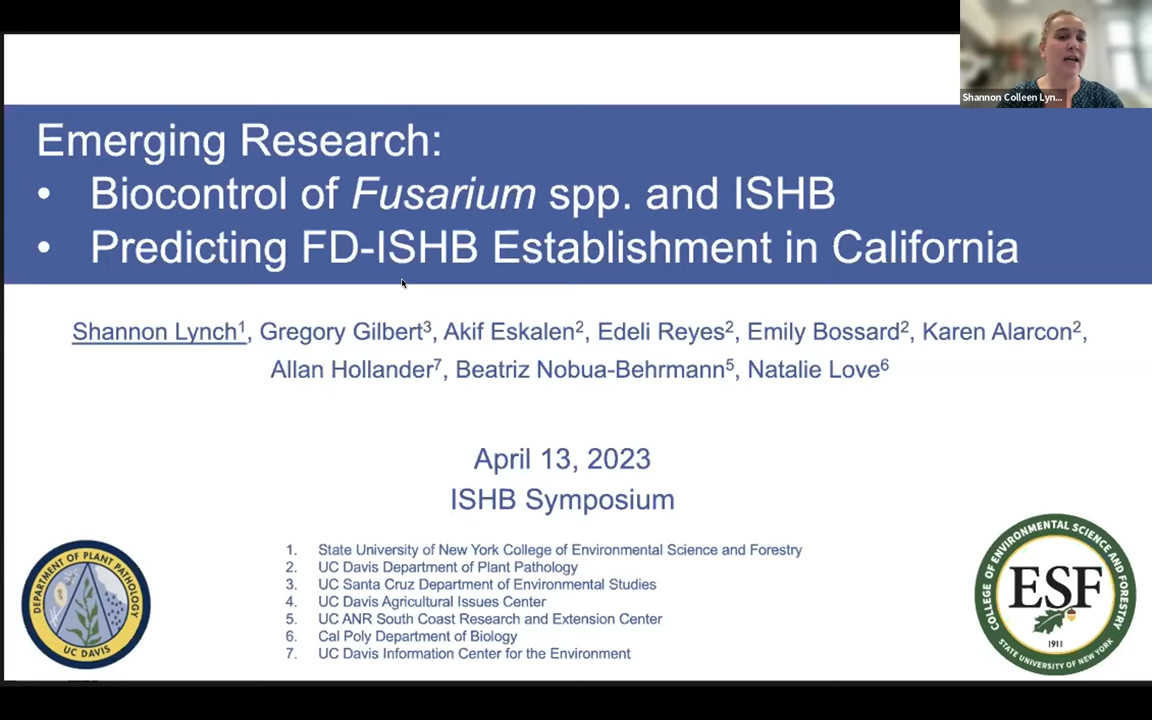 Shannon Colleen Lyn...
Emerging Research:
• Biocontrol of Fusarium spp. and ISHB
• Predicting FD-ISHB Establishment in California
Shannon Lynch¹, Gregory Gilbert³, Akif Eskalen², Edeli Reyes², Emily Bossard², Karen Alarcon²,
Allan Hollander⁷, Beatriz Nobua-Behrmann⁵, Natalie Love⁶
April 13, 2023
ISHB Symposium
1. State University of New York College of Environmental Science and Forestry
2. UC Davis Department of Plant Pathology
3. UC Santa Cruz Department of Environmental Studies
4. UC Davis Agricultural Issues Center
5. UC ANR South Coast Research and Extension Center
6. Cal Poly Department of Biology
7. UC Davis Information Center for the Environment
DEPARTMENT OF PLANT PATHOLOGY
UC DAVIS
COLLEGE OF ENVIRONMENTAL SCIENCE AND FORESTRY
ESF
1911
STATE UNIVERSITY OF NEW YORK